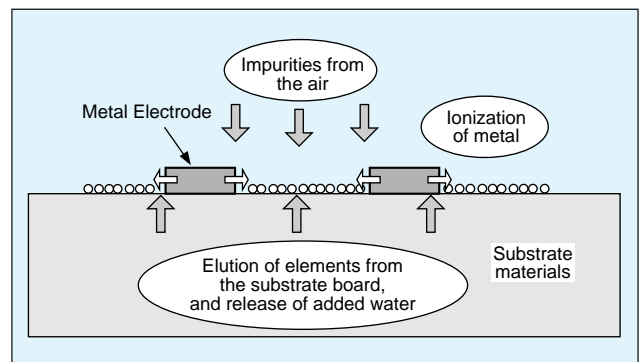 Impurities from
the air
Metal Electrode
Ionization
of metal
Substrate
materials
Elution of elements from
the substrate board,
and release of added water